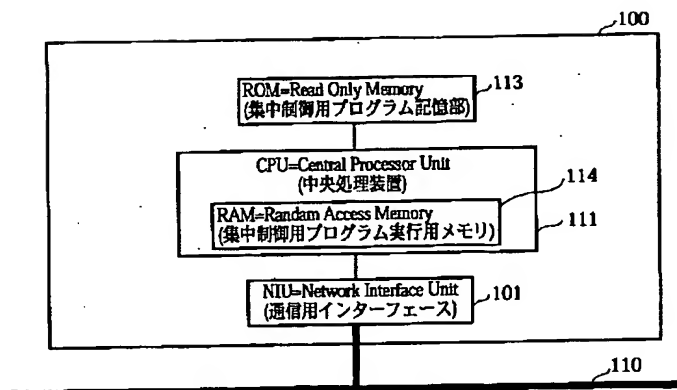 100
ROM=Read Only Memory
(集中制御用プログラム記憶部)
113
CPU=Central Processor Unit
(中央処理装置)
114
RAM=Randam Access Memory
(集中制御用プログラム実行用メモリ)
111
NIU=Network Interface Unit
(通信用インターフェース)
101
110